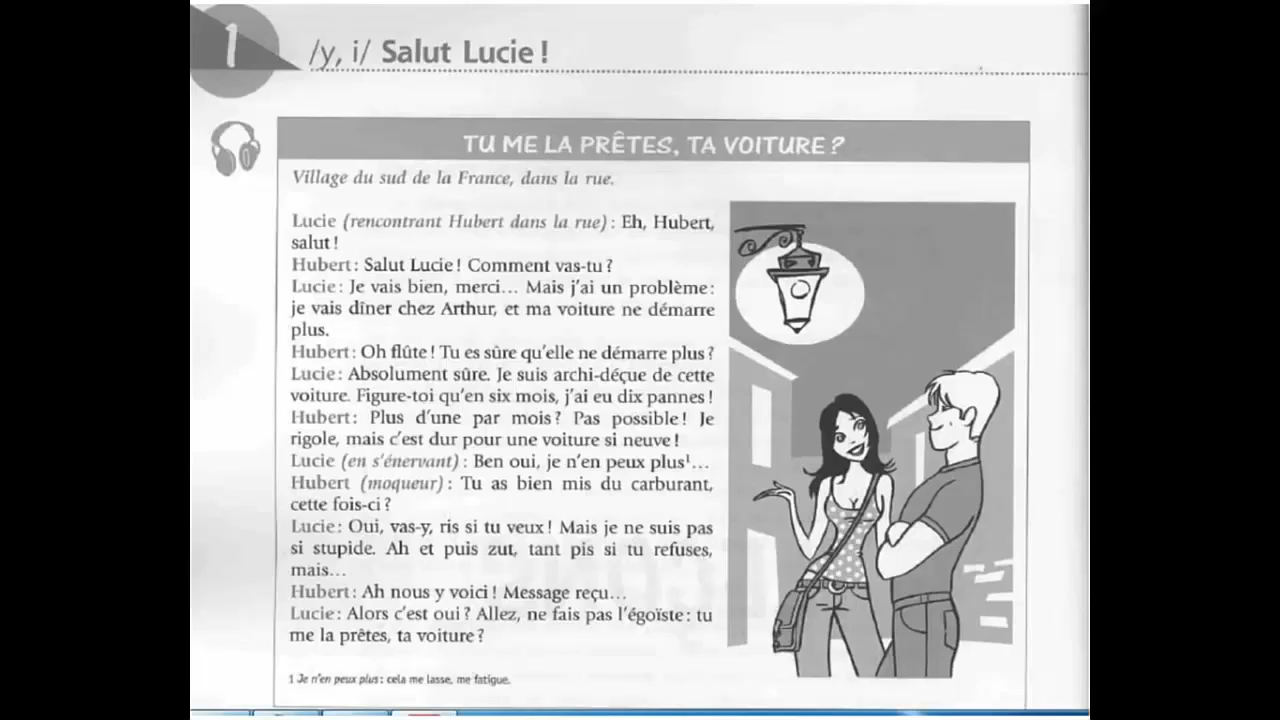 1
/y, i/ Salut Lucie !
TU ME LA PRÊTES, TA VOITURE ?
Village du sud de la France, dans la rue.
Lucie (rencontrant Hubert dans la rue) : Eh, Hubert,
salut !
Hubert : Salut Lucie ! Comment vas-tu ?
Lucie : Je vais bien, merci... Mais j'ai un problème :
je vais dîner chez Arthur, et ma voiture ne démarre
plus.
Hubert : Oh flûte ! Tu es sûre qu'elle ne démarre plus ?
Lucie : Absolument sûre. Je suis archi-déçue de cette
voiture. Figure-toi qu'en six mois, j'ai eu dix pannes !
Hubert : Plus d'une par mois ? Pas possible ! Je
rigole, mais c'est dur pour une voiture si neuve !
Lucie (en s'énervant) : Ben oui, je n'en peux plus¹...
Hubert (moqueur) : Tu as bien mis du carburant,
cette fois-ci ?
Lucie : Oui, vas-y, ris si tu veux ! Mais je ne suis pas
si stupide. Ah et puis zut, tant pis si tu refuses,
mais...
Hubert : Ah nous y voici ! Message reçu...
Lucie : Alors c'est oui ? Allez, ne fais pas l'égoïste : tu
me la prêtes, ta voiture ?
1 Je n'en peux plus : cela me lasse, me fatigue.